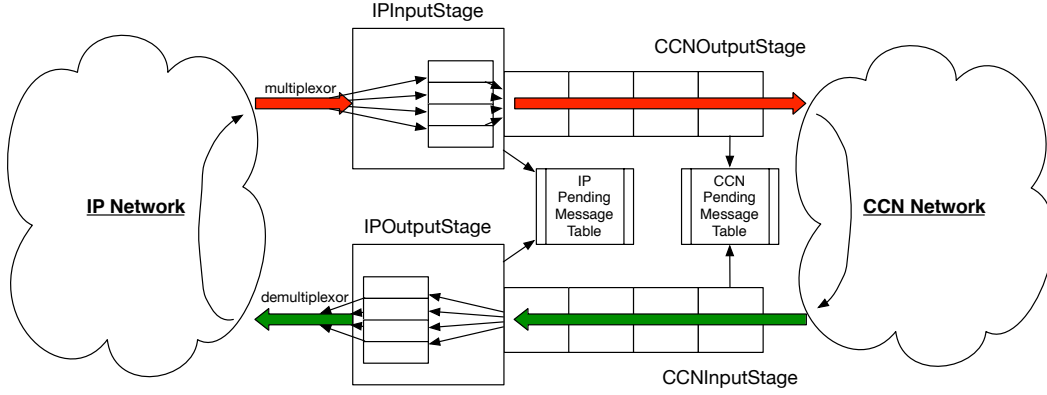 IPInputStage
CCNOutputStage
multiplexor
IP
Pending
Message
Table
CCN
Pending
Message
Table
IP Network
CCN Network
IPOutputStage
demultiplexor
CCNInputStage